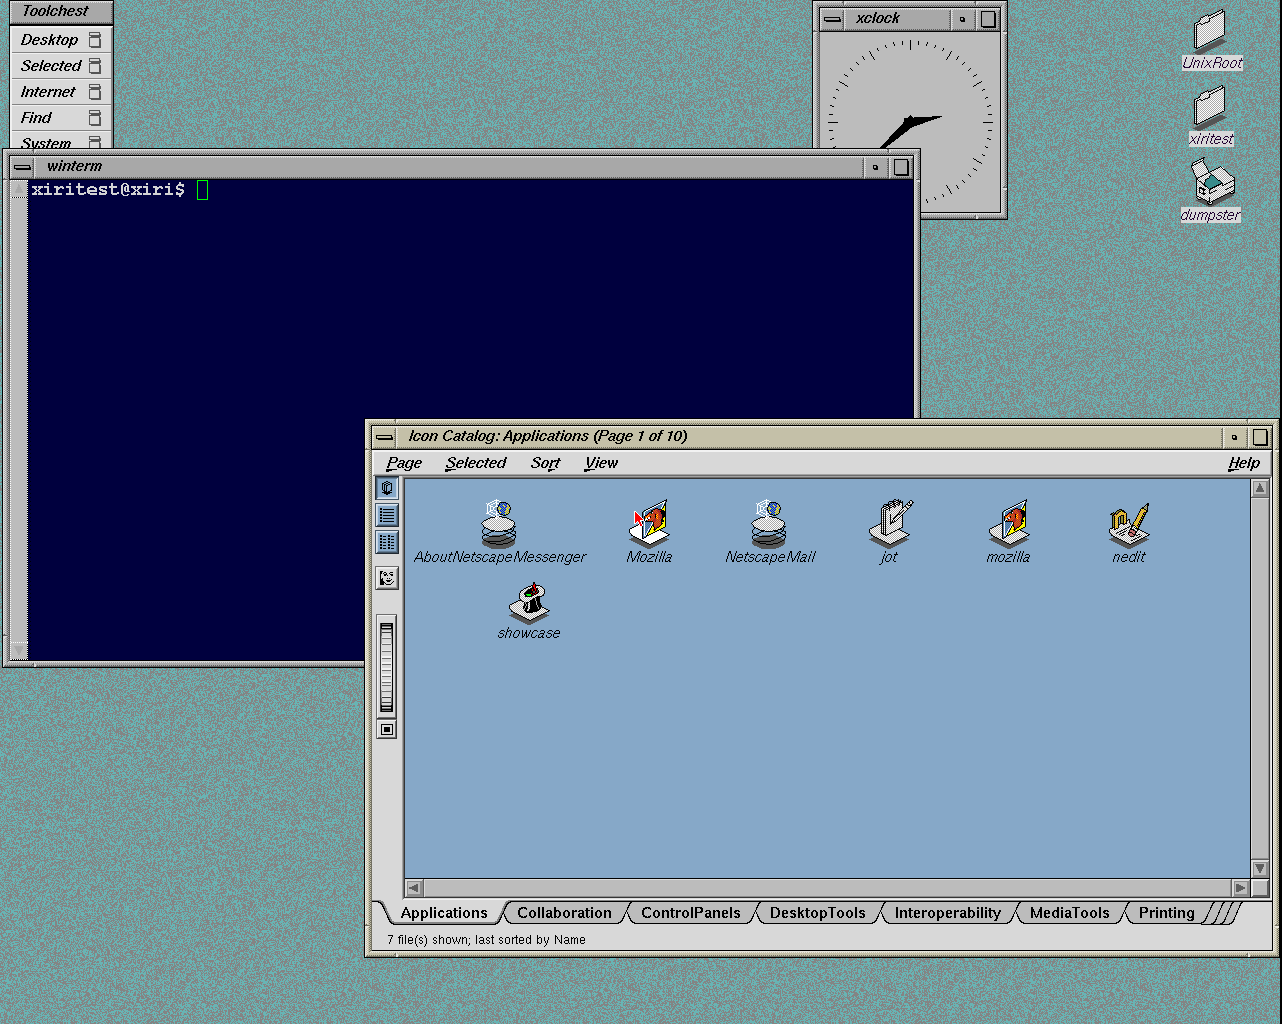 Toolchest
Desktop
Selected
Internet
Find
System
xclock
UnixRoot
xiritest
dumpster
winterm
xiritest@xiri$
Icon Catalog: Applications (Page 1 of 10)
Page Selected Sort View Help
AboutNetscapeMessenger Mozilla NetscapeMail jot mozilla nedit
showcase
Applications Collaboration ControlPanels DesktopTools Interoperability MediaTools Printing
7 file(s) shown; last sorted by Name